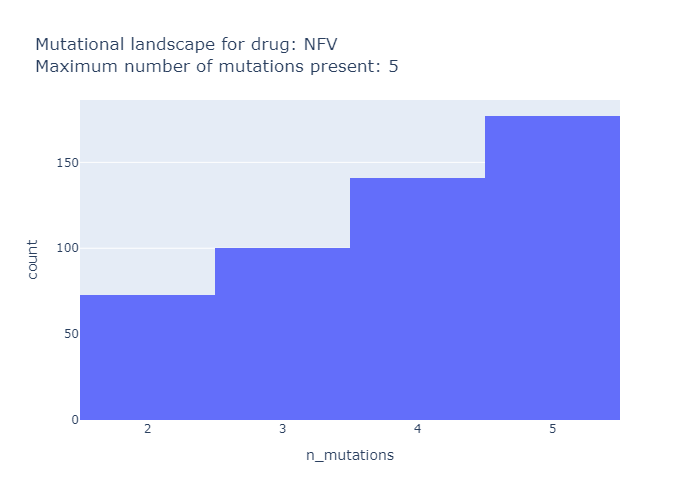 Mutational landscape for drug: NFV
Maximum number of mutations present: 5
150
100
50
0
count
2
3
4
5
n_mutations